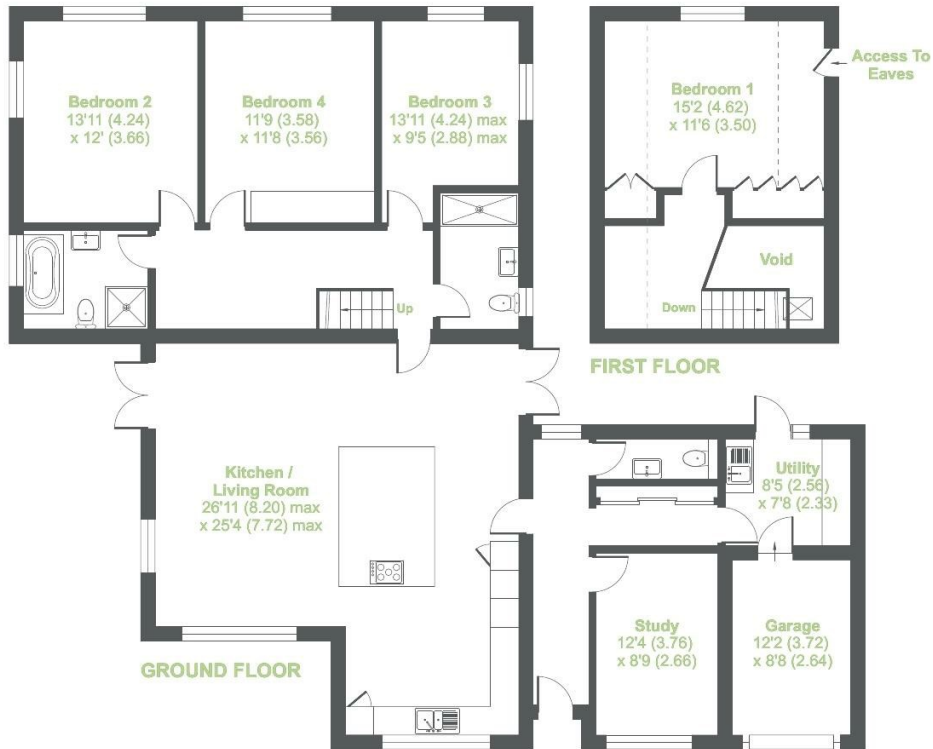 Bedroom 2
13'11 (4.24)
x 12' (3.66)
Bedroom 4
11'9 (3.58)
x 11'8 (3.56)
Bedroom 3
13'11 (4.24) max
x 9'5 (2.88) max
Up
Bedroom 1
15'2 (4.62)
x 11'6 (3.50)
Access To
Eaves
Void
Down
FIRST FLOOR
Kitchen /
Living Room
26'11 (8.20) max
x 25'4 (7.72) max
Utility
8'5 (2.56)
x 7'8 (2.33)
Study
12'4 (3.76)
x 8'9 (2.66)
Garage
12'2 (3.72)
x 8'8 (2.64)
GROUND FLOOR